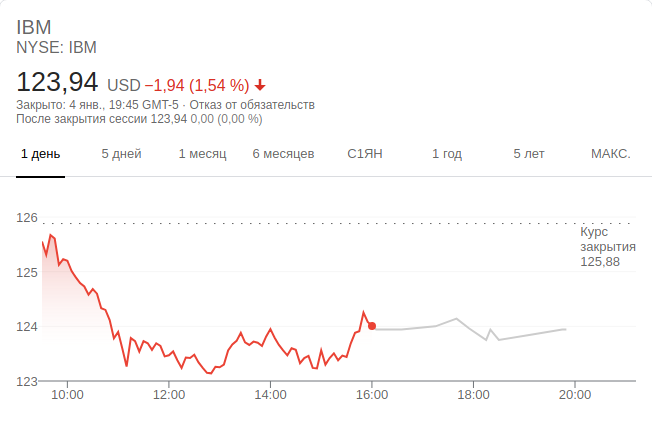 IBM
NYSE: IBM
123,94 USD −1,94 (1,54 %)
Закрыто: 4 янв., 19:45 GMT-5 · Отказ от обязательств
После закрытия сессии 123,94 0,00 (0,00 %)
1 день 5 дней 1 месяц 6 месяцев С1ЯН 1 год 5 лет МАКС.
126
Курс
закрытия
125,88
125
124
123
10:00 12:00 14:00 16:00 18:00 20:00